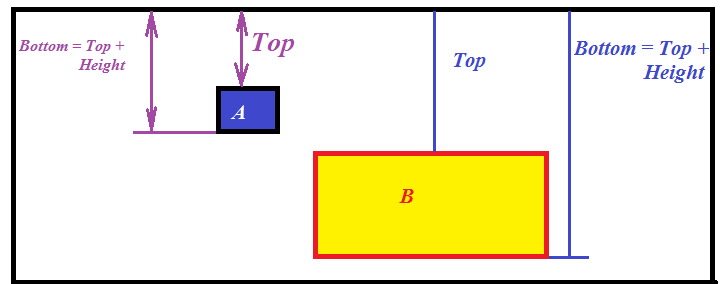 Bottom = Top +
Height
Top
A
Top
Bottom = Top +
Height
B